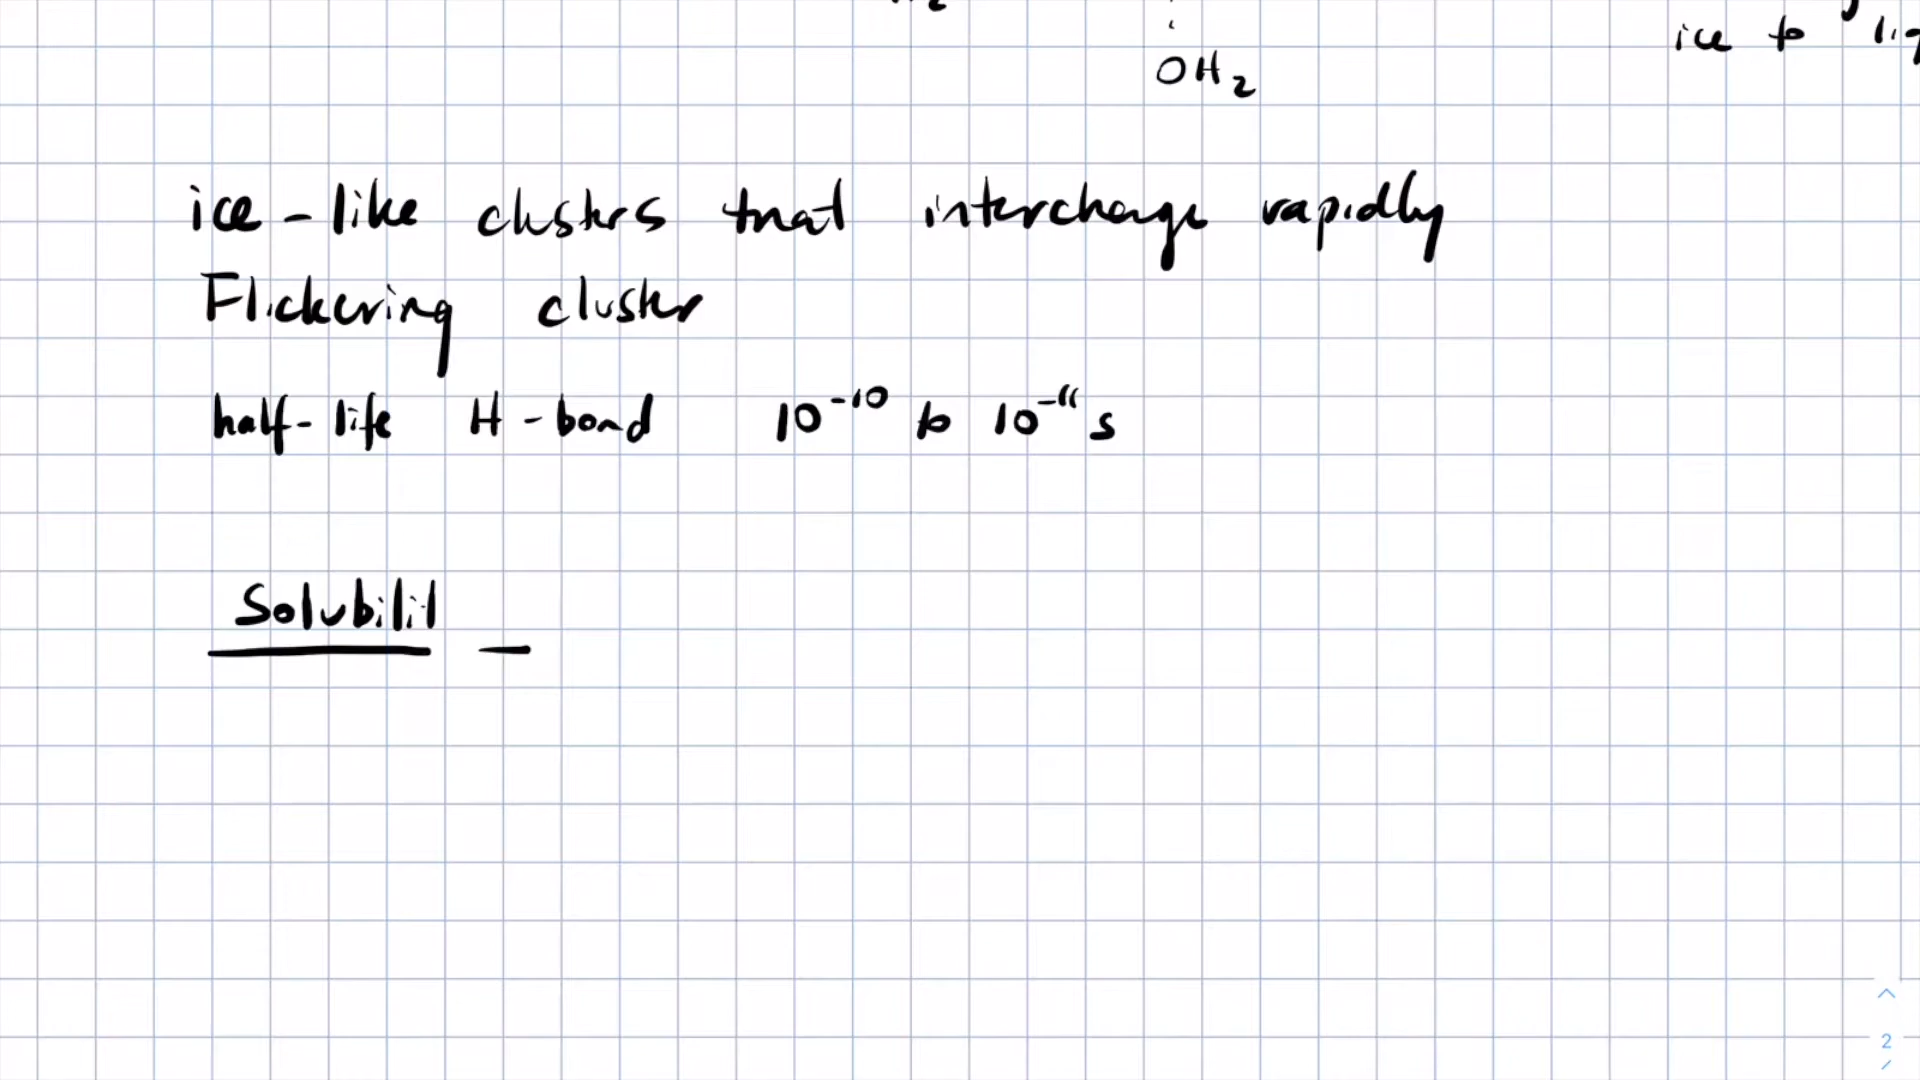 ice to
OH2
ice-like clusters that interchange rapidly
Flickering cluster
half-life H-bond 10⁻¹⁰ to 10⁻¹¹ s
Solubilit
2